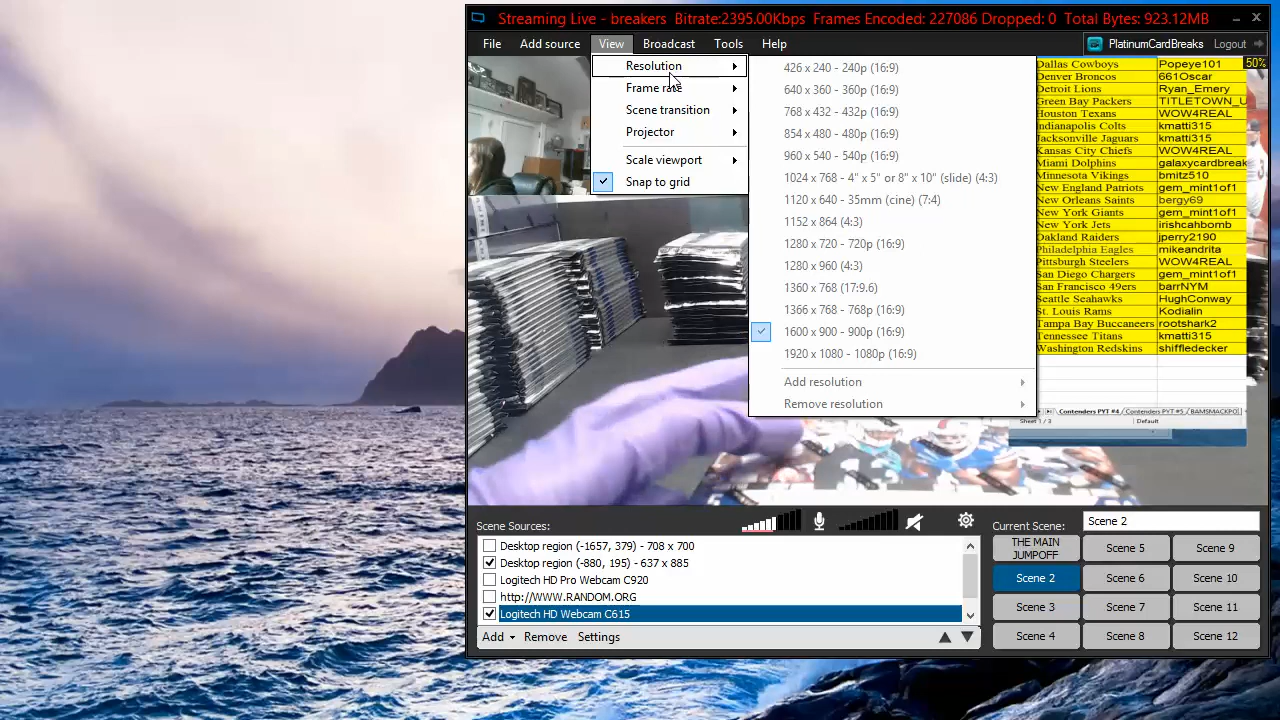 Streaming Live - breakers Bitrate:2395.00Kbps Frames Encoded: 227086 Dropped: 0 Total Bytes: 923.12MB
File Add source View Broadcast Tools Help PlatinumCardBreaks Logout
Resolution
Frame rate
Scene transition
Projector
Scale viewport
Snap to grid
426 x 240 - 240p (16:9)
640 x 360 - 360p (16:9)
768 x 432 - 432p (16:9)
854 x 480 - 480p (16:9)
960 x 540 - 540p (16:9)
1024 x 768 - 4" x 5" or 8" x 10" (slide) (4:3)
1120 x 640 - 35mm (cine) (7:4)
1152 x 864 (4:3)
1280 x 720 - 720p (16:9)
1280 x 960 (4:3)
1360 x 768 (17:9.6)
1366 x 768 - 768p (16:9)
1600 x 900 - 900p (16:9)
1920 x 1080 - 1080p (16:9)
Add resolution
Remove resolution
50%
Dallas Cowboys Popeye101
Denver Broncos 661Oscar
Detroit Lions Ryan_Emery
Green Bay Packers TITLETOWN_U
Houston Texans WOW4REAL
Indianapolis Colts kmatti315
Jacksonville Jaguars kmatti315
Kansas City Chiefs WOW4REAL
Miami Dolphins galaxycardbreak
Minnesota Vikings bmitz510
New England Patriots gem_mint1of1
New Orleans Saints bergy69
New York Giants gem_mint1of1
New York Jets irishcahbomb
Oakland Raiders jperry2190
Philadelphia Eagles mikeandrita
Pittsburgh Steelers WOW4REAL
San Diego Chargers gem_mint1of1
San Francisco 49ers barrNYM
Seattle Seahawks HughConway
St. Louis Rams Kodialin
Tampa Bay Buccaneers rootshark2
Tennessee Titans kmatti315
Washington Redskins shiffledecker
Contenders PYT #4 Contenders PYT #5 BAMSMACKPO
Sheet 1 / 3 Default
Scene Sources:
Desktop region (-1657, 379) - 708 x 700
Desktop region (-880, 195) - 637 x 885
Logitech HD Pro Webcam C920
http://WWW.RANDOM.ORG
Logitech HD Webcam C615
Add Remove Settings
Current Scene: Scene 2
THE MAIN JUMPOFF Scene 5 Scene 9
Scene 2 Scene 6 Scene 10
Scene 3 Scene 7 Scene 11
Scene 4 Scene 8 Scene 12